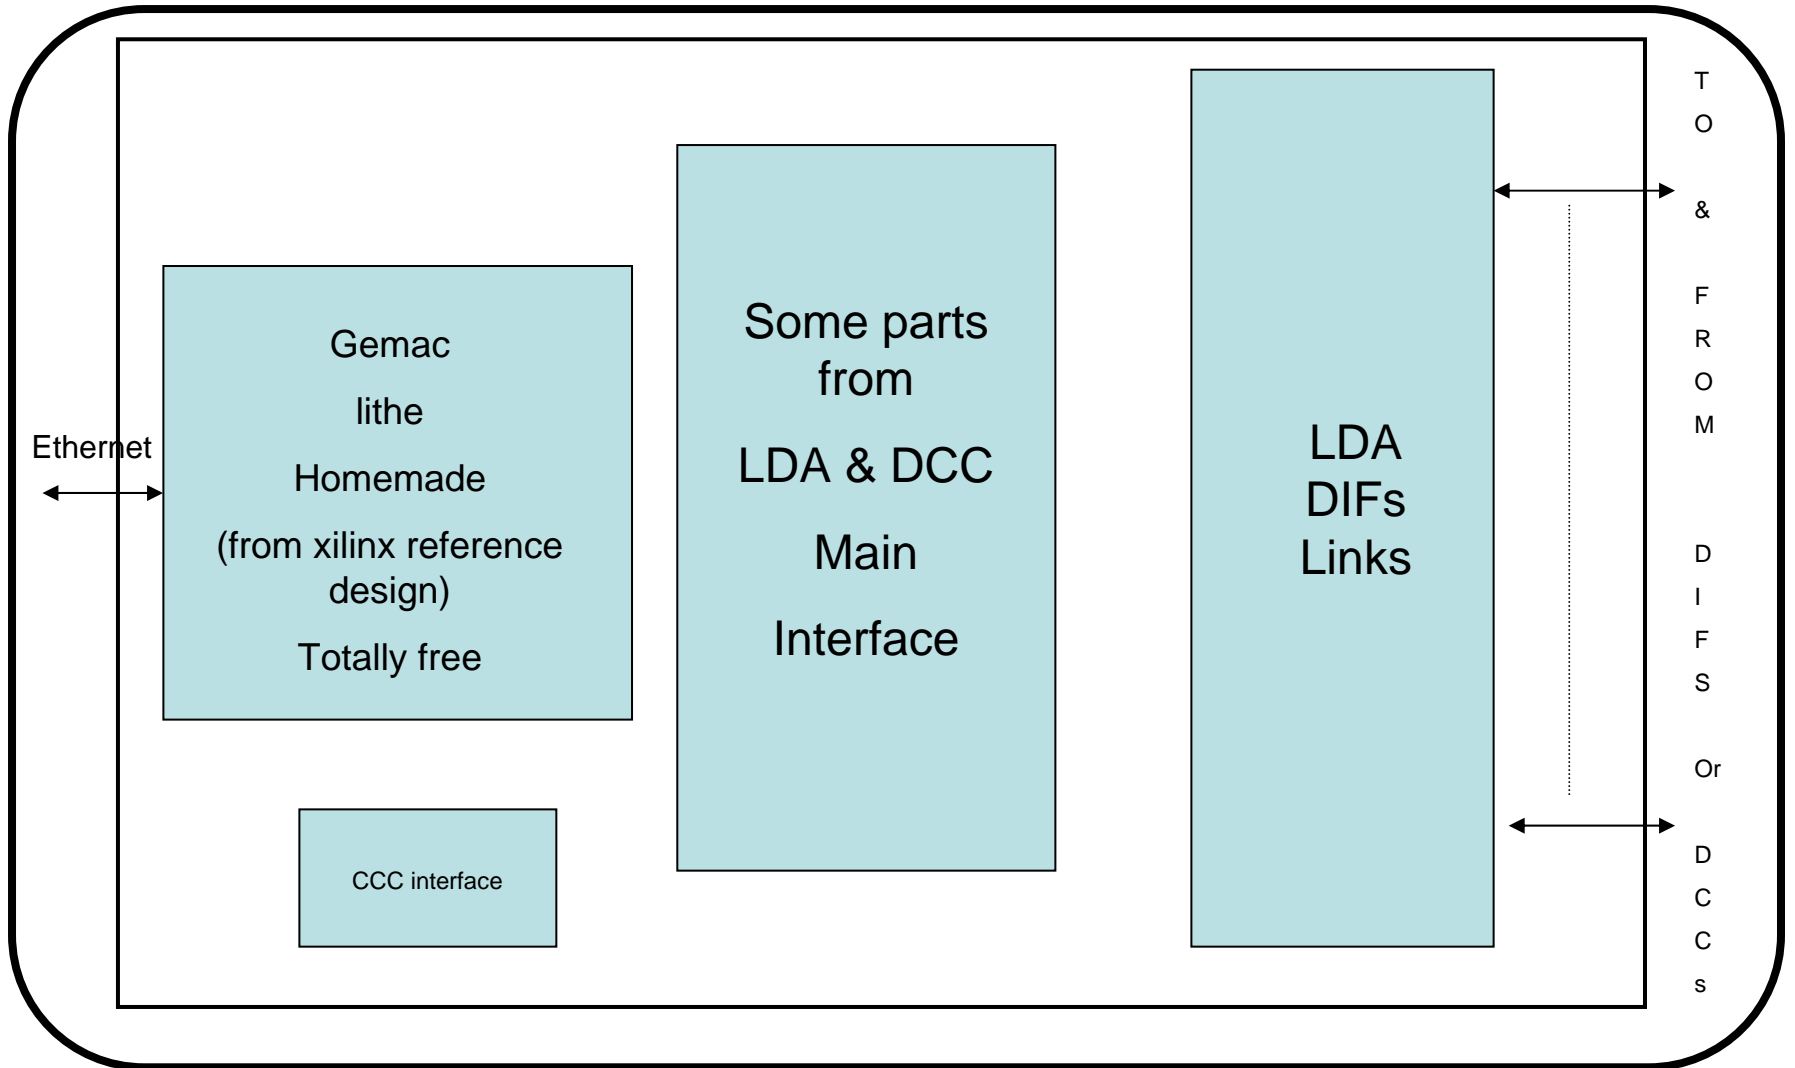 Ethernet
Gemac
lithe
Homemade
(from xilinx reference
design)
Totally free
CCC interface
Some parts
from
LDA & DCC
Main
Interface
LDA
DIFs
Links
T
O
&
F
R
O
M
D
I
F
S
Or
D
C
C
s